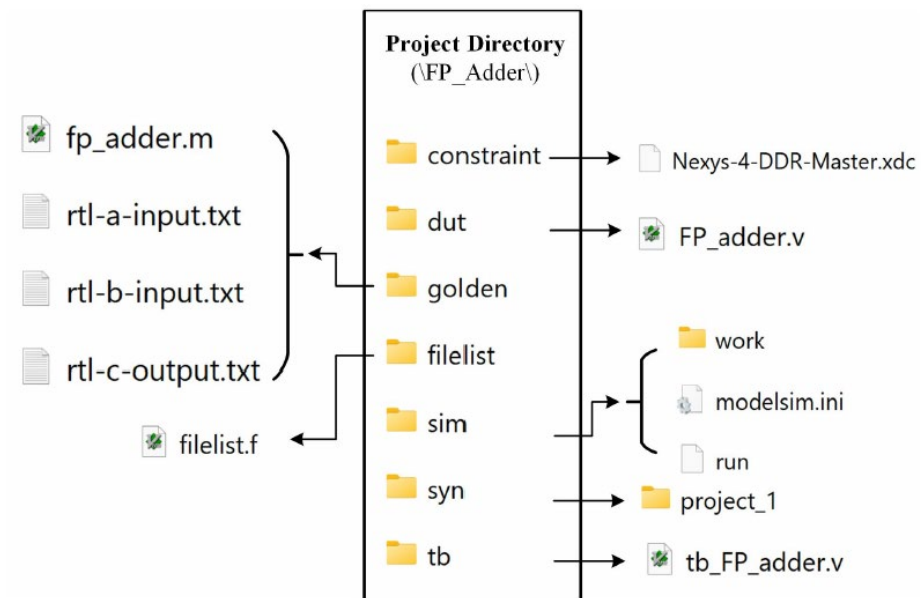 Project Directory
(\FP_Adder\)
fp_adder.m
rtl-a-input.txt
rtl-b-input.txt
rtl-c-output.txt
filelist.f
constraint
dut
golden
filelist
sim
syn
tb
Nexys-4-DDR-Master.xdc
FP_adder.v
work
modelsim.ini
run
project_1
tb_FP_adder.v